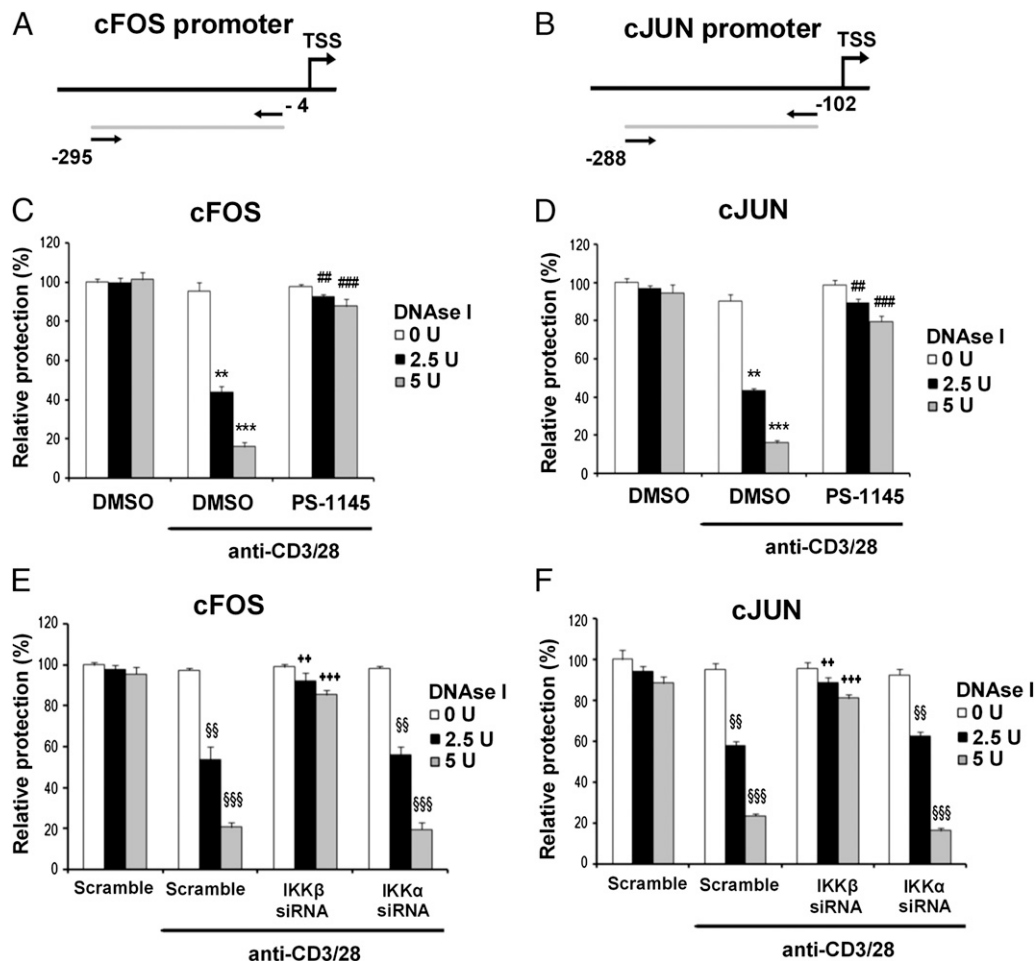 A
cFOS promoter
TSS
- 4
-295
B
cJUN promoter
TSS
-102
-288
C
cFOS
Relative protection (%)
120
100
80
60
40
20
0
**
***
##
###
DNAse I
0 U
2.5 U
5 U
DMSO
DMSO
PS-1145
anti-CD3/28
D
cJUN
Relative protection (%)
120
100
80
60
40
20
0
**
***
##
###
DNAse I
0 U
2.5 U
5 U
DMSO
DMSO
PS-1145
anti-CD3/28
E
cFOS
Relative protection (%)
120
100
80
60
40
20
0
§§
§§§
++
+++
§§
§§§
DNAse I
0 U
2.5 U
5 U
Scramble
Scramble
IKKβ
siRNA
IKKα
siRNA
anti-CD3/28
F
cJUN
Relative protection (%)
120
100
80
60
40
20
0
§§
§§§
++
+++
§§
§§§
DNAse I
0 U
2.5 U
5 U
Scramble
Scramble
IKKβ
siRNA
IKKα
siRNA
anti-CD3/28